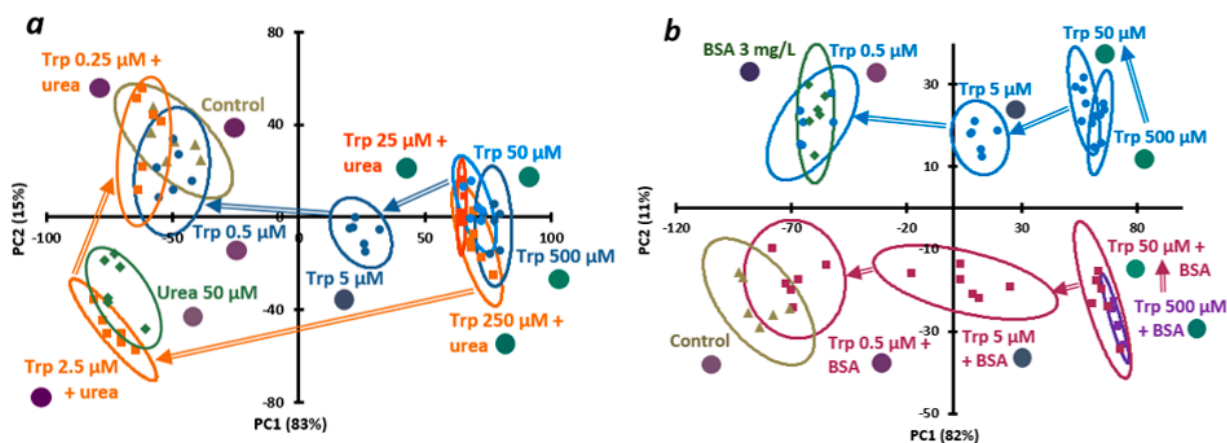 a
80
Trp 0.25 µM +
urea
Control
40
Trp 25 µM +
urea
Trp 50 µM
PC2 (15%)
0
-100
-50
0
50
100
Trp 0.5 µM
Trp 5 µM
Trp 500 µM
Urea 50 µM
-40
Trp 250 µM +
urea
Trp 2.5 µM
+ urea
-80
PC1 (83%)
b
Trp 50 µM
BSA 3 mg/L
Trp 0.5 µM
30
Trp 5 µM
Trp 500 µM
10
PC2 (11%)
-120
-70
-20
30
80
-10
Trp 50 µM +
BSA
Trp 500 µM
+ BSA
-30
Control
Trp 0.5 µM +
BSA
Trp 5 µM
+ BSA
-50
PC1 (82%)